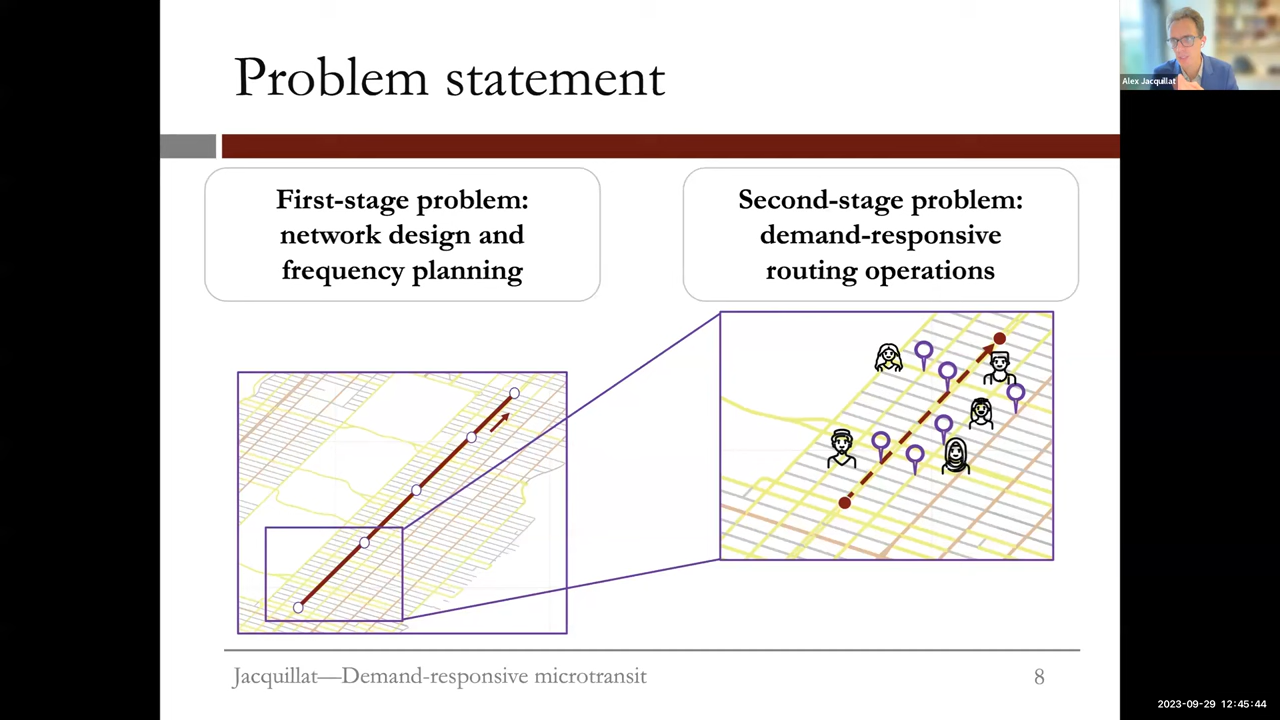 Problem statement
Alex Jacquillat
First-stage problem:
network design and
frequency planning
Second-stage problem:
demand-responsive
routing operations
Jacquillat—Demand-responsive microtransit
8
2023-09-29 12:45:44